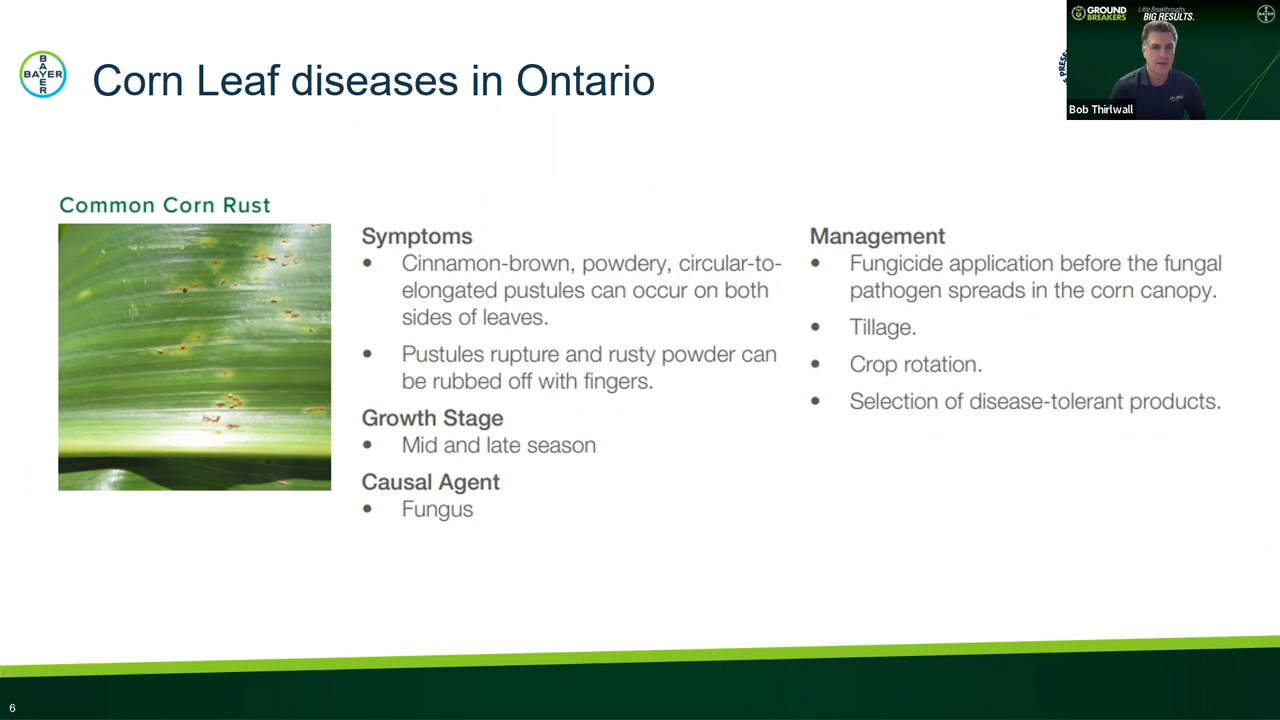 GROUND
BREAKERS
Little Breakthroughs.
BIG RESULTS.
BAYER
BAYER
Bob Thirlwall
BAYER
BAYER
Corn Leaf diseases in Ontario
Common Corn Rust
Symptoms
• Cinnamon-brown, powdery, circular-to-
elongated pustules can occur on both
sides of leaves.
• Pustules rupture and rusty powder can
be rubbed off with fingers.
Growth Stage
• Mid and late season
Causal Agent
• Fungus
Management
• Fungicide application before the fungal
pathogen spreads in the corn canopy.
• Tillage.
• Crop rotation.
• Selection of disease-tolerant products.
6